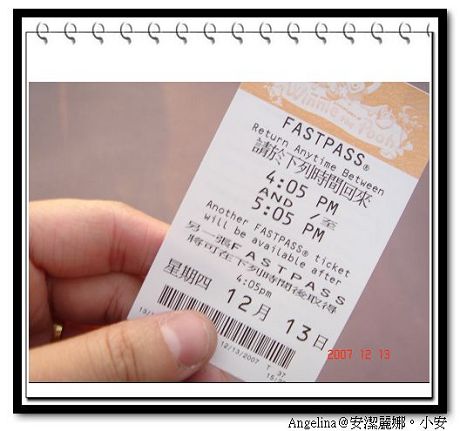 Winnie the Pooh
FASTPASS®
Return Anytime Between
請於下列時間回來
4:05 PM
AND / 至
5:05 PM
Another FASTPASS® ticket
will be available after
另一張FASTPASS
將可在下列時間後取得
4:05pm
星期四 12月 13日
12/13/2007
T 37
2007 12 13
Angelina@安潔麗娜。小安